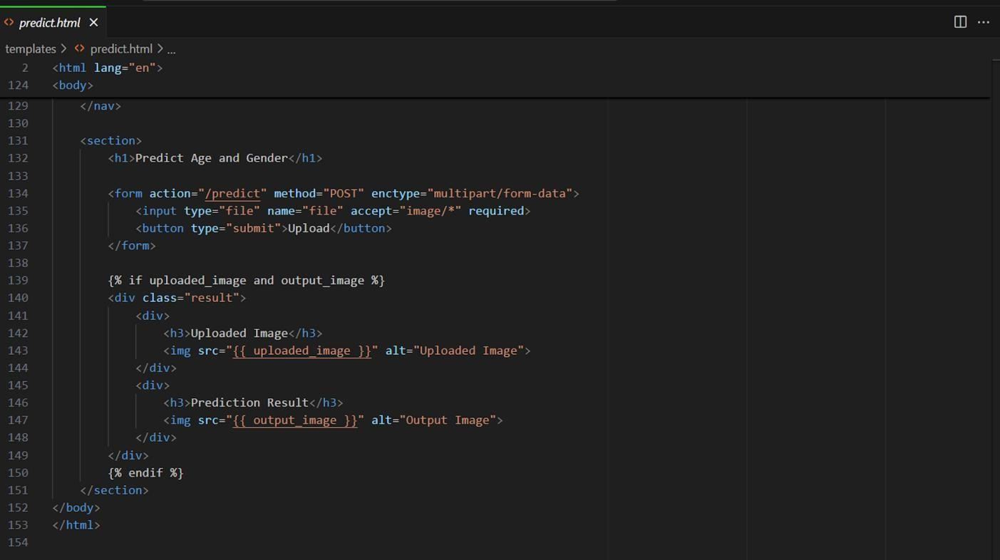 predict.html
templates > predict.html > ...
2 <html lang="en">
124 <body>
129 </nav>
130
131 <section>
132 <h1>Predict Age and Gender</h1>
133
134 <form action="/predict" method="POST" enctype="multipart/form-data">
135 <input type="file" name="file" accept="image/*" required>
136 <button type="submit">Upload</button>
137 </form>
138
139 {% if uploaded_image and output_image %}
140 <div class="result">
141 <div>
142 <h3>Uploaded Image</h3>
143 <img src="{{ uploaded_image }}" alt="Uploaded Image">
144 </div>
145 <div>
146 <h3>Prediction Result</h3>
147 <img src="{{ output_image }}" alt="Output Image">
148 </div>
149 </div>
150 {% endif %}
151 </section>
152 </body>
153 </html>
154